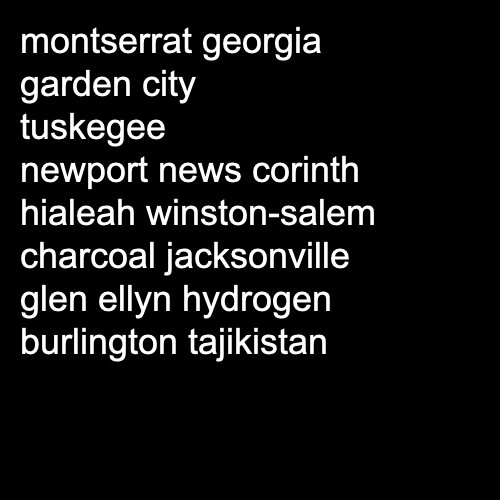 montserrat georgia
garden city
tuskegee
newport news corinth
hialeah winston-salem
charcoal jacksonville
glen ellyn hydrogen
burlington tajikistan